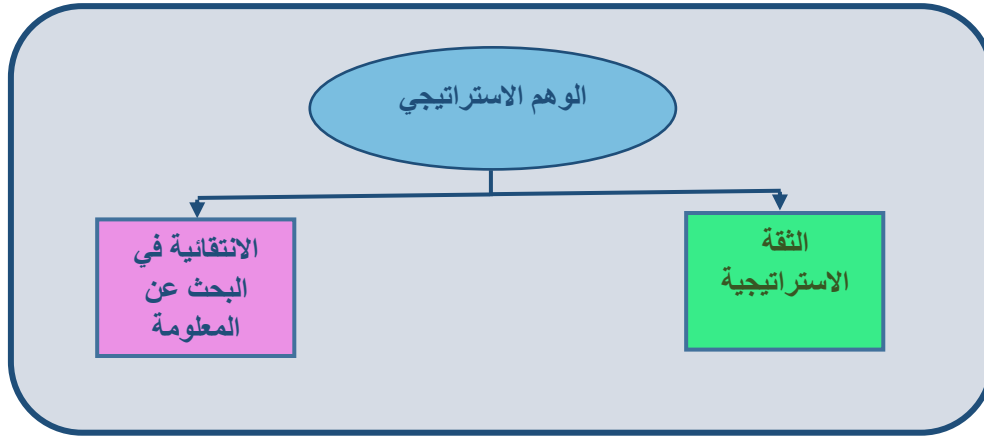 الوهم الاستراتيجي
الثقة
الاستراتيجية
الانتقائية في
البحث عن
المعلومة